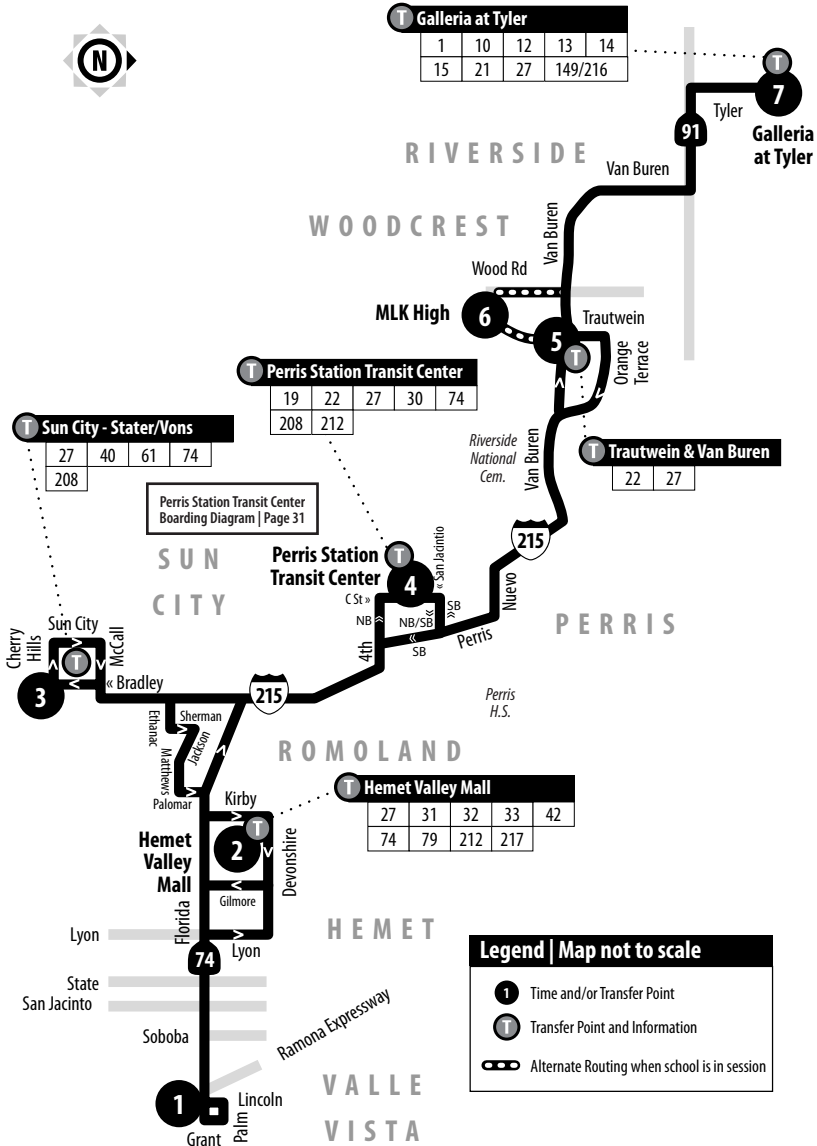 T Galleria at Tyler
1 10 12 13 14
15 21 27 149/216
N
T
7
Tyler
Galleria
at Tyler
91
RIVERSIDE
Van Buren
WOODCREST
Van Buren
Wood Rd
MLK High
6
5
Trautwein
T
Orange
Terrace
T Perris Station Transit Center
19 22 27 30 74
208 212
T Sun City - Stater/Vons
27 40 61 74
208
Riverside
National
Cem.
Van Buren
T Trautwein & Van Buren
22 27
Perris Station Transit Center
Boarding Diagram | Page 31
215
SUN
CITY
Perris Station
Transit Center
T
4
« San Jacintio
C St »
NB
NB/SB
SB
SB
Nuevo
Perris
PERRIS
4th
Sun City
Cherry
Hills
T
McCall
3
« Bradley
215
Perris
H.S.
Ethanac
Sherman
Jackson
Matthews
Palomar
ROMOLAND
Kirby
T Hemet Valley Mall
27 31 32 33 42
74 79 212 217
T
2
Hemet
Valley
Mall
Devonshire
Gilmore
Florida
HEMET
Lyon
Lyon
74
State
San Jacinto
Soboba
Ramona Expressway
1
Lincoln
Palm
Grant
VALLE
VISTA
Legend | Map not to scale
1 Time and/or Transfer Point
T Transfer Point and Information
Alternate Routing when school is in session